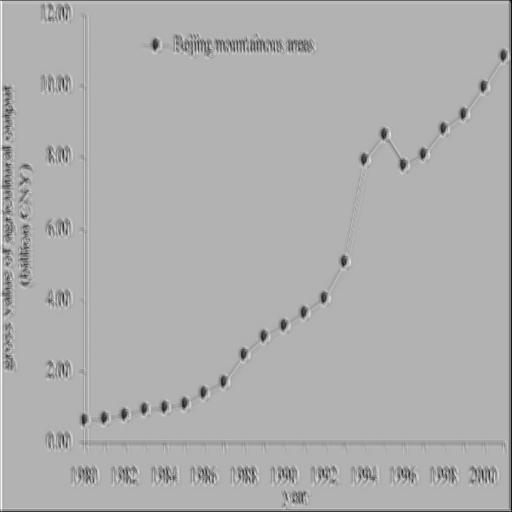 12.00
Beijing mountainous areas
10.00
8.00
6.00
4.00
2.00
0.00
gross value of agricultural output
(billion CNY)
1980 1982 1984 1986 1988 1990 1992 1994 1996 1998 2000
year